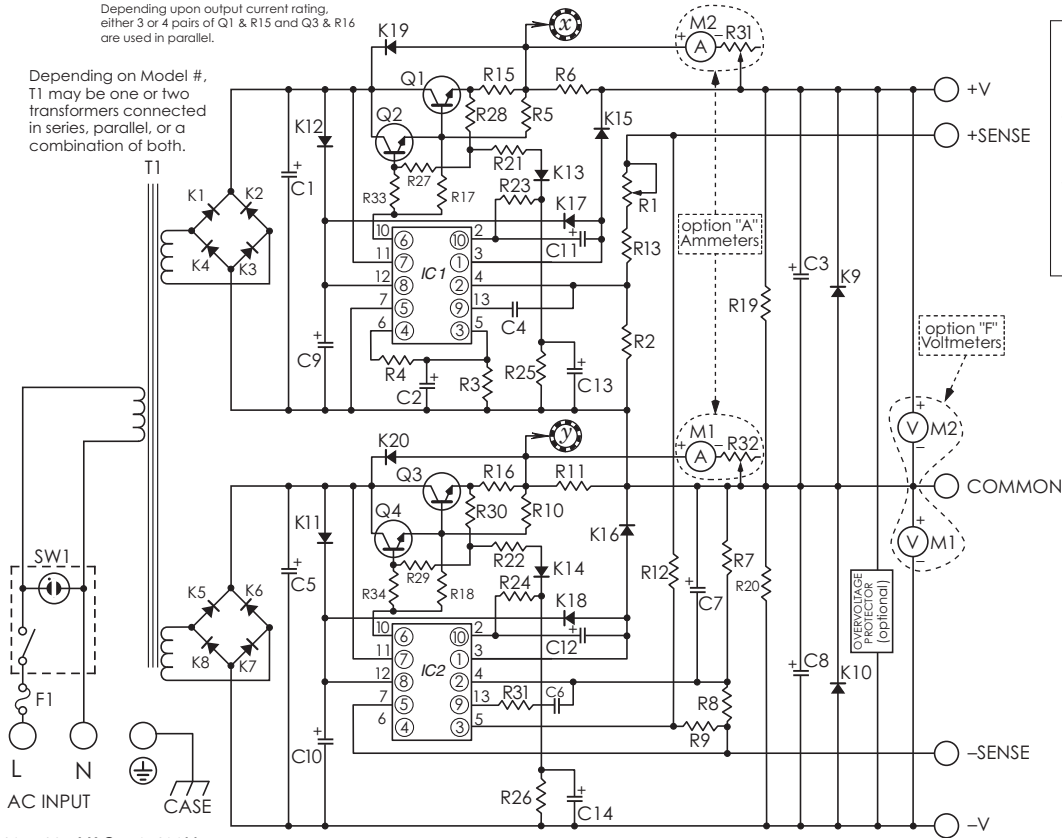 Depending upon output current rating,
either 3 or 4 pairs of Q1 & R15 and Q3 & R16
are used in parallel.
Depending on Model #,
T1 may be one or two
transformers connected
in series, parallel, or a
combination of both.
T1
K19
x
M2
+ A − R31
Q1
R15
R6
+V
Q2
R28
R5
K15
+SENSE
K12
+
C1
R21
K13
R33
R27
R17
R23
K17
R1
option "A"
Ammeters
K1
K2
K4
K3
10 6
11 7
12 8
7 5
6 4
IC1
10 2
1 3
2 4
9 13
3 5
+
C11
R13
+
C3
K9
R19
C4
option "F"
Voltmeters
+
C9
R4
+
C2
R3
R25
+
C13
R2
+
V M2
−
K20
y
M1
+ A − R32
Q3
R16
R11
COMMON
Q4
R30
R10
K16
+
V M1
−
K11
+
C5
R22
K14
R12
R7
R34
R29
R18
R24
K18
+
C7
R20
OVERVOLTAGE
PROTECTOR
(optional)
SW1
K5
K6
K8
K7
10 6
11 7
12 8
7 5
6 4
IC2
10 2
1 3
2 4
9 13
3 5
+
C12
R31
C6
+
C8
K10
R8
R9
F1
+
C10
−SENSE
L
N
AC INPUT
CASE
R26
+
C14
−V